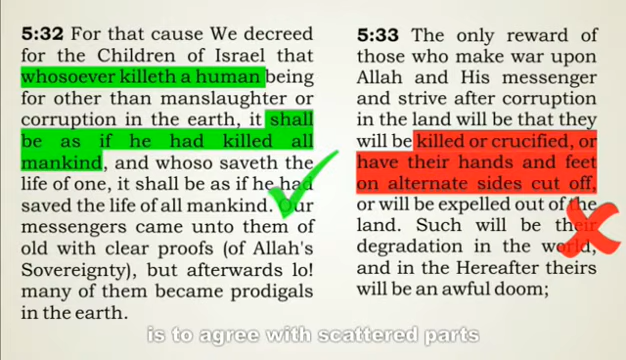 5:32 For that cause We decreed
for the Children of Israel that
whosoever killeth a human being
for other than manslaughter or
corruption in the earth, it shall
be as if he had killed all
mankind, and whoso saveth the
life of one, it shall be as if he had
saved the life of all mankind. Our
messengers came unto them of
old with clear proofs (of Allah's
Sovereignty), but afterwards lo!
many of them became prodigals
in the earth.
5:33 The only reward of
those who make war upon
Allah and His messenger
and strive after corruption
in the land will be that they
will be killed or crucified, or
have their hands and feet
on alternate sides cut off,
or will be expelled out of the
land. Such will be their
degradation in the world,
and in the Hereafter theirs
will be an awful doom;
is to agree with scattered parts